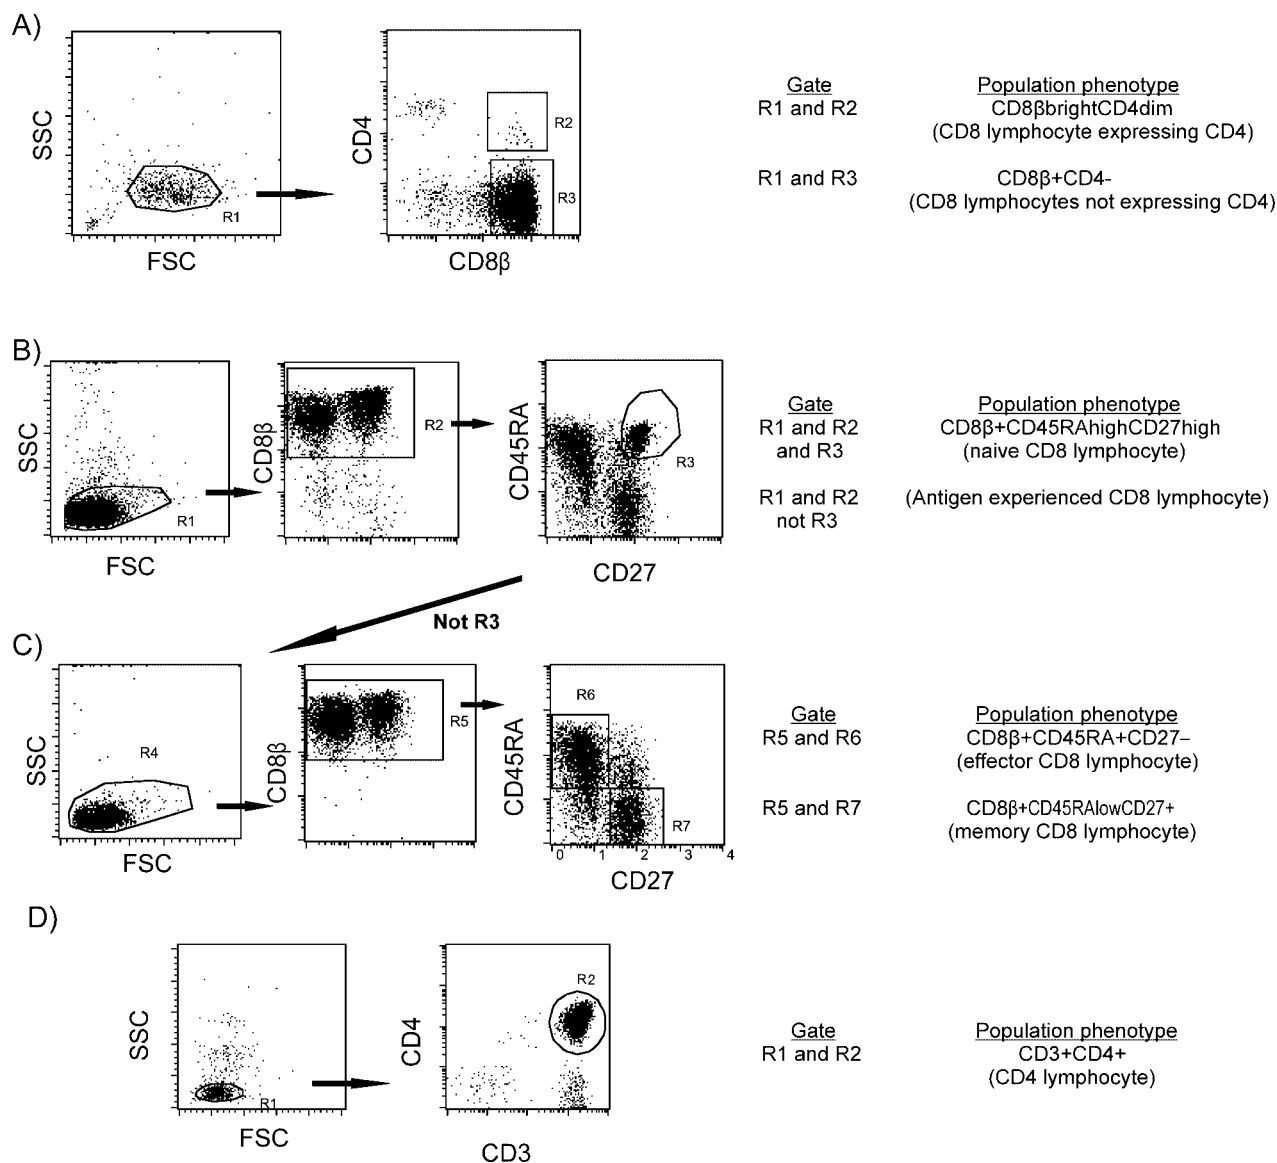 A)
SSC
R1
FSC
CD4
R2
R3
CD8β
Gate
Population phenotype
R1 and R2
CD8βbrightCD4dim
(CD8 lymphocyte expressing CD4)
R1 and R3
CD8β+CD4-
(CD8 lymphocytes not expressing CD4)
B)
SSC
R1
FSC
CD8β
R2
CD45RA
R3
CD27
Gate
Population phenotype
R1 and R2
and R3
CD8β+CD45RAhighCD27high
(naive CD8 lymphocyte)
R1 and R2
not R3
(Antigen experienced CD8 lymphocyte)
Not R3
C)
SSC
R4
FSC
CD8β
R5
CD45RA
R6
R7
0 1 2 3 4
CD27
Gate
Population phenotype
R5 and R6
CD8β+CD45RA+CD27–
(effector CD8 lymphocyte)
R5 and R7
CD8β+CD45RAlowCD27+
(memory CD8 lymphocyte)
D)
SSC
R1
FSC
CD4
R2
CD3
Gate
Population phenotype
R1 and R2
CD3+CD4+
(CD4 lymphocyte)